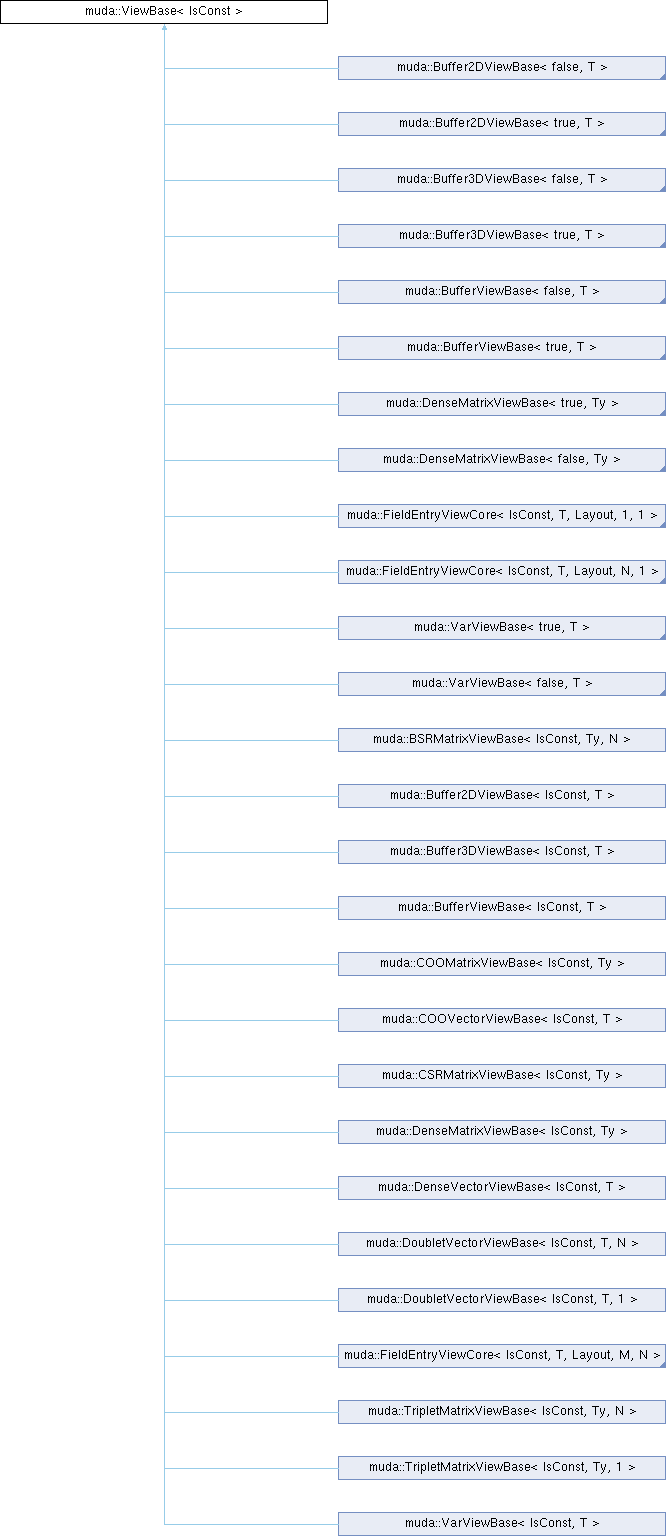 muda::ViewBase< IsConst >
muda::Buffer2DViewBase< false, T >
muda::Buffer2DViewBase< true, T >
muda::Buffer3DViewBase< false, T >
muda::Buffer3DViewBase< true, T >
muda::BufferViewBase< false, T >
muda::BufferViewBase< true, T >
muda::DenseMatrixViewBase< true, Ty >
muda::DenseMatrixViewBase< false, Ty >
muda::FieldEntryViewCore< IsConst, T, Layout, 1, 1 >
muda::FieldEntryViewCore< IsConst, T, Layout, N, 1 >
muda::VarViewBase< true, T >
muda::VarViewBase< false, T >
muda::BSRMatrixViewBase< IsConst, Ty, N >
muda::Buffer2DViewBase< IsConst, T >
muda::Buffer3DViewBase< IsConst, T >
muda::BufferViewBase< IsConst, T >
muda::COOMatrixViewBase< IsConst, Ty >
muda::COOVectorViewBase< IsConst, T >
muda::CSRMatrixViewBase< IsConst, Ty >
muda::DenseMatrixViewBase< IsConst, Ty >
muda::DenseVectorViewBase< IsConst, T >
muda::DoubletVectorViewBase< IsConst, T, N >
muda::DoubletVectorViewBase< IsConst, T, 1 >
muda::FieldEntryViewCore< IsConst, T, Layout, M, N >
muda::TripletMatrixViewBase< IsConst, Ty, N >
muda::TripletMatrixViewBase< IsConst, Ty, 1 >
muda::VarViewBase< IsConst, T >